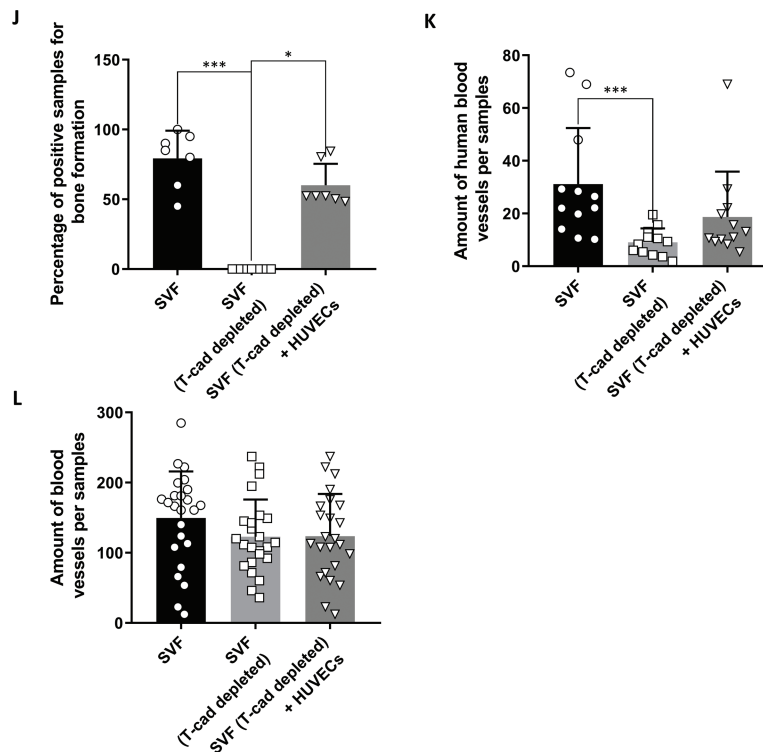 J
Percentage of positive samples for
bone formation
150
100
50
0
***
*
SVF
SVF
(T-cad depleted)
SVF (T-cad depleted)
+ HUVECs
K
Amount of human blood
vessels per samples
80
60
40
20
0
***
SVF
SVF
(T-cad depleted)
SVF (T-cad depleted)
+ HUVECs
L
Amount of blood
vessels per samples
300
200
100
0
SVF
SVF
(T-cad depleted)
SVF (T-cad depleted)
+ HUVECs